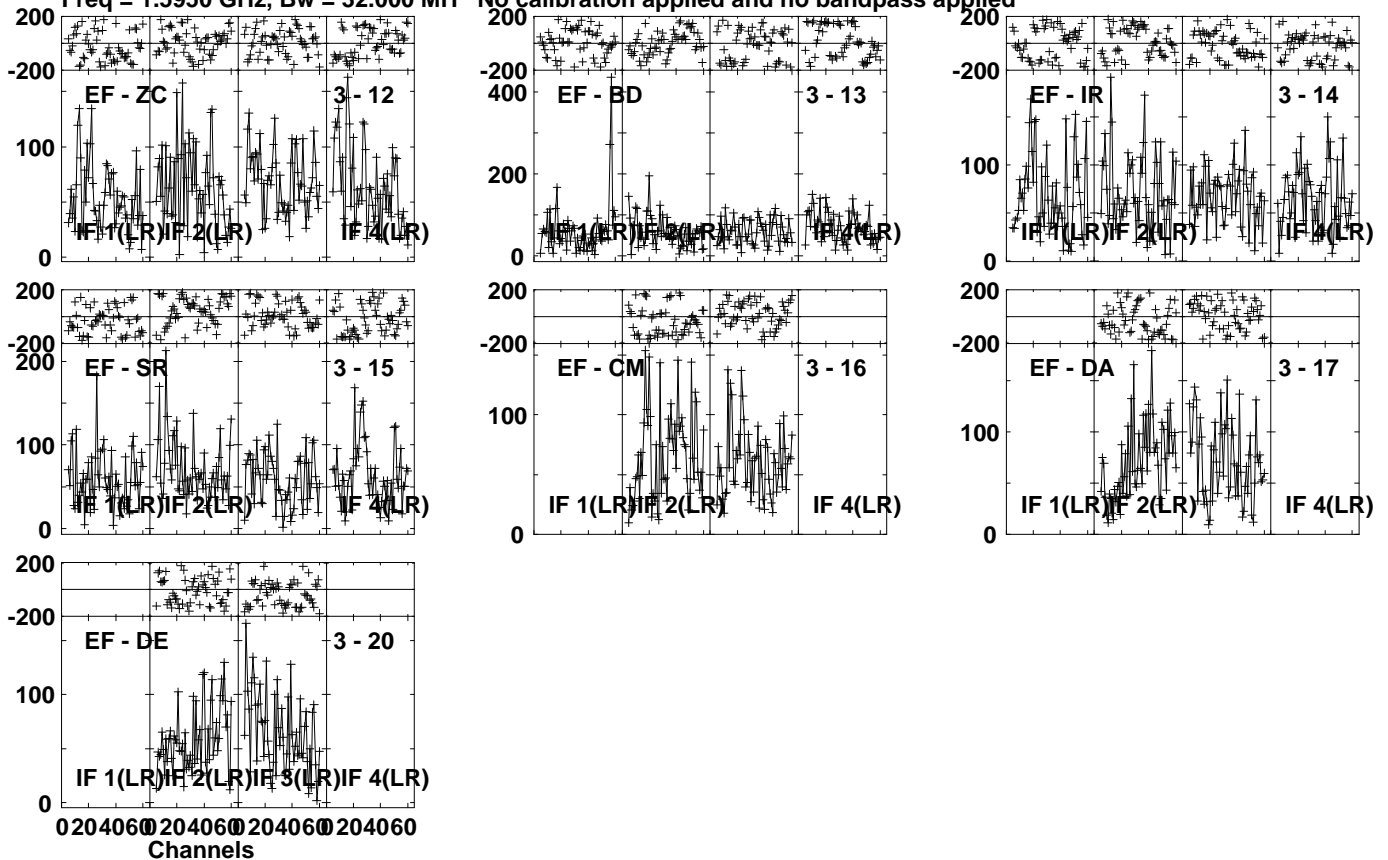 Freq = 1.5950 GHz, Bw = 32.000 MH No calibration applied and no bandpass applied
200
-200
EF - ZC
3 - 12
100
0
IF 1(LR)
IF 2(LR)
IF 4(LR)
200
-200
400
EF - BD
3 - 13
200
0
IF 1(LR)
IF 2(LR)
IF 4(LR)
200
-200
EF - IR
3 - 14
100
0
IF 1(LR)
IF 2(LR)
IF 4(LR)
200
-200
200
EF - SR
3 - 15
100
0
IF 1(LR)
IF 2(LR)
IF 4(LR)
200
-200
EF - CM
3 - 16
100
0
IF 1(LR)
IF 2(LR)
IF 4(LR)
200
-200
EF - DA
3 - 17
100
0
IF 1(LR)
IF 2(LR)
IF 4(LR)
200
-200
EF - DE
3 - 20
100
0
IF 1(LR)
IF 2(LR)
IF 3(LR)
IF 4(LR)
0 20 40 60 0 20 40 60 0 20 40 60 0 20 40 60
Channels